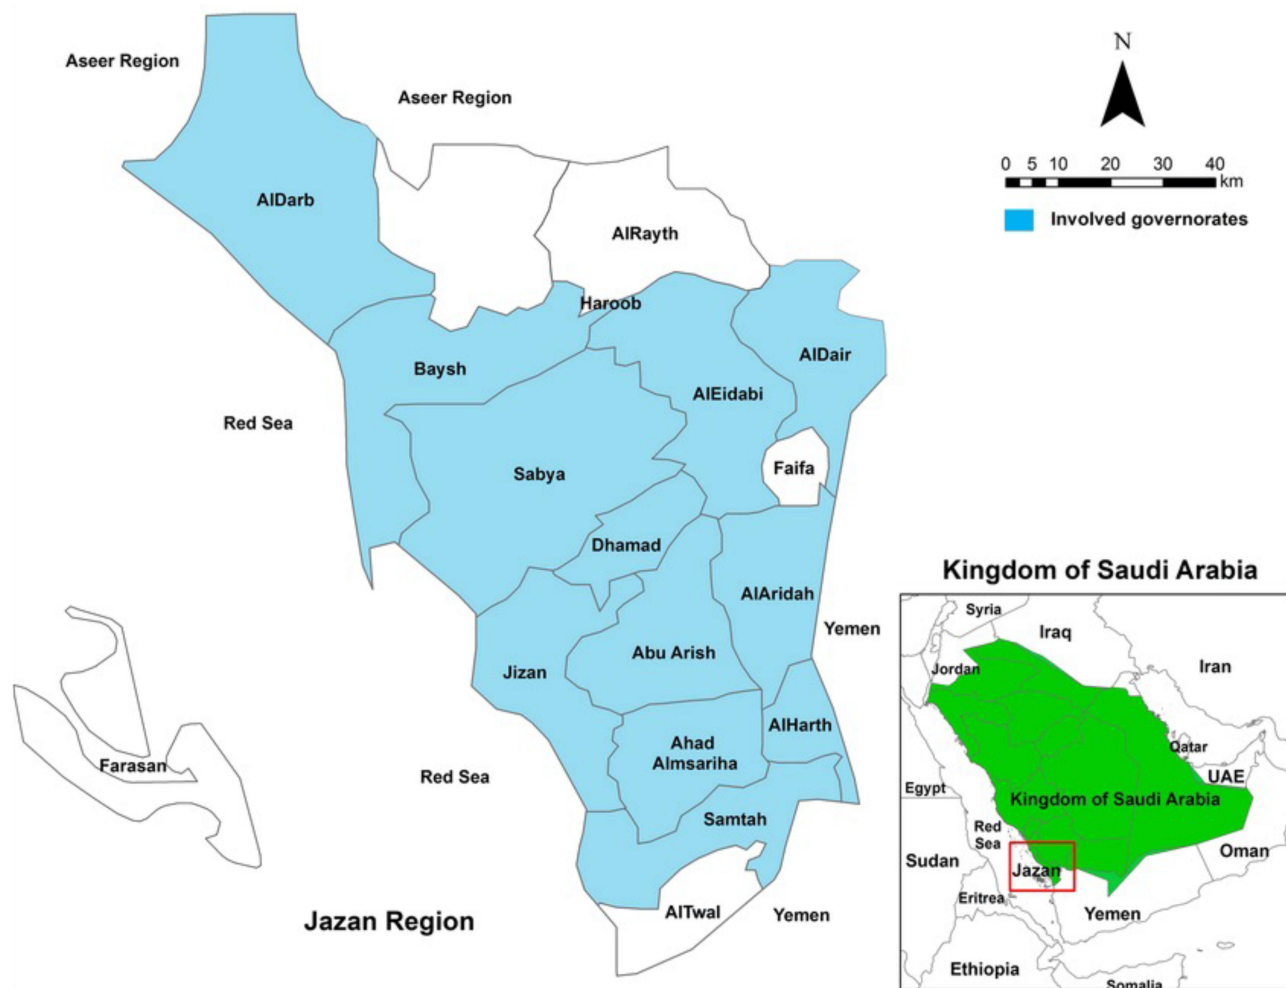 Aseer Region
Aseer Region
N
0 5 10 20 30 40
km
Involved governorates
AlDarb
AlRayth
Haroob
AlDair
Baysh
AlEidabi
Red Sea
Faifa
Sabya
Dhamad
AlAridah
Yemen
Abu Arish
Jizan
AlHarth
Ahad
Almsariha
Red Sea
Farasan
Samtah
AlTwal
Yemen
Jazan Region
Kingdom of Saudi Arabia
Syria
Iraq
Iran
Jordan
Qatar
UAE
Egypt
Kingdom of Saudi Arabia
Red
Sea
Oman
Sudan
Jazan
Eritrea
Yemen
Ethiopia
Somalia